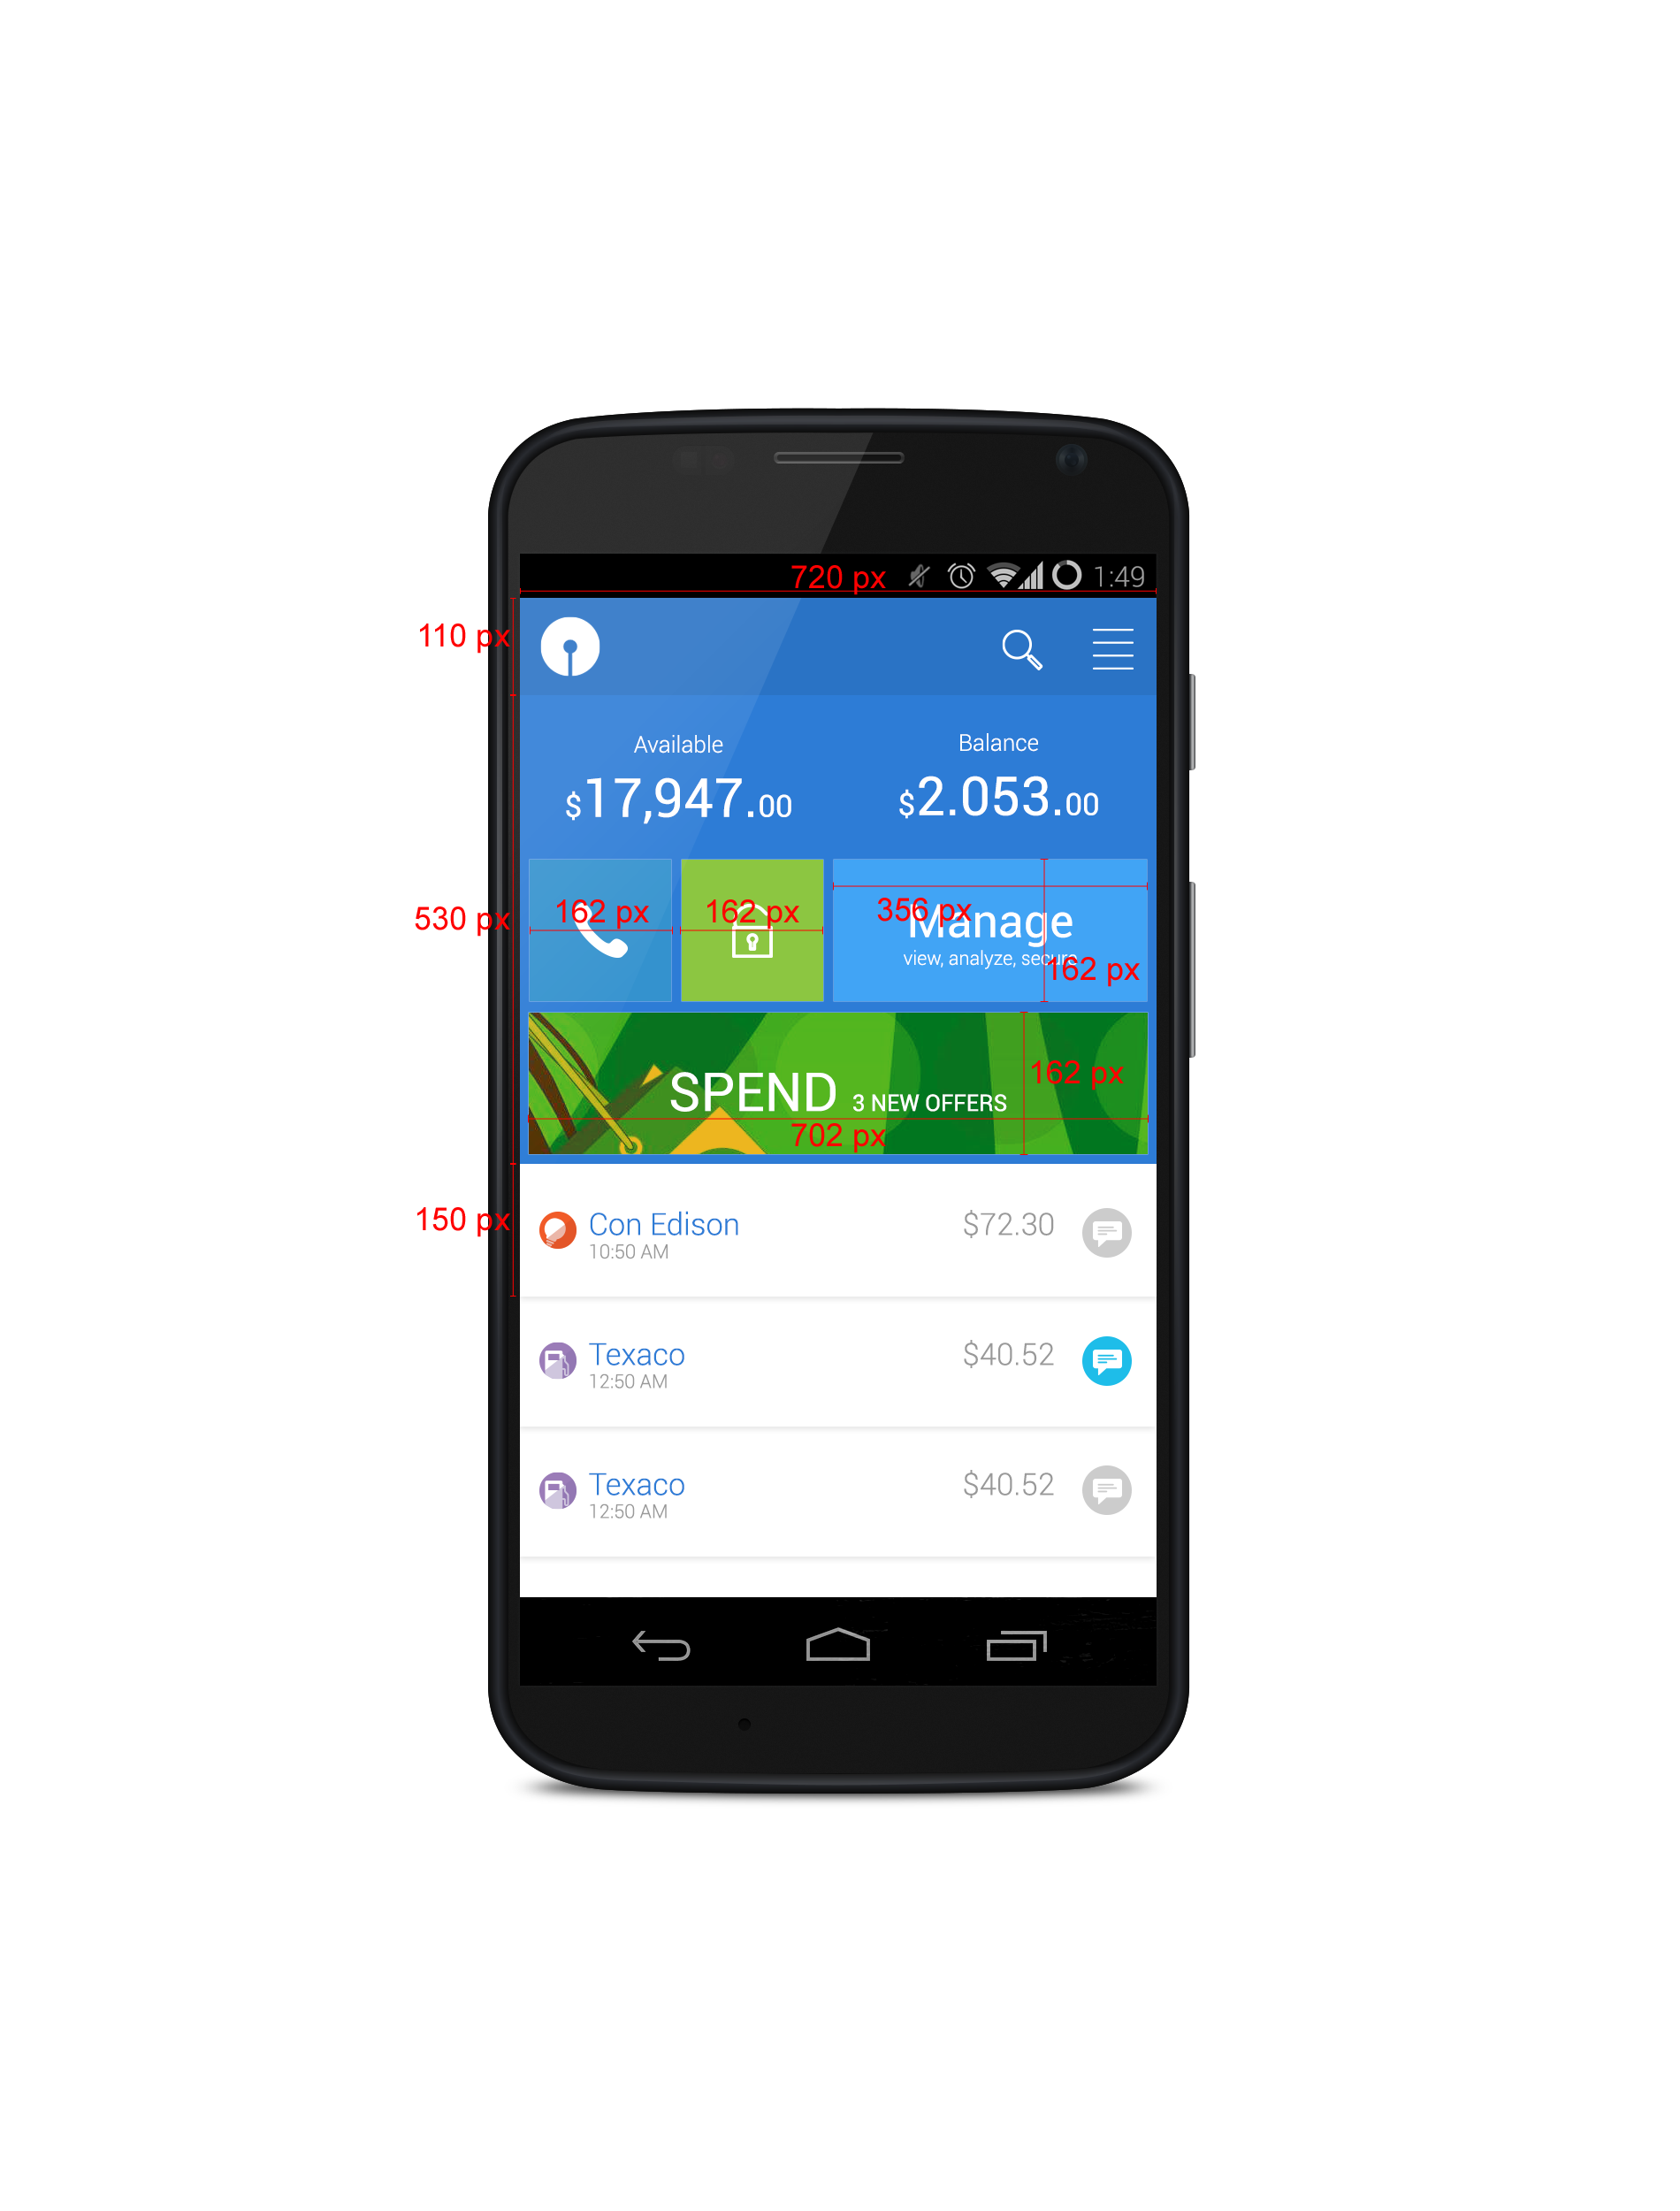 720 px
1:49
110 px
Available
Balance
$17,947.00
$2.053.00
530 px
162 px
162 px
356 px
Manage
view, analyze, secure
162 px
162 px
SPEND 3 NEW OFFERS
702 px
150 px
Con Edison
$72.30
10:50 AM
Texaco
$40.52
12:50 AM
Texaco
$40.52
12:50 AM